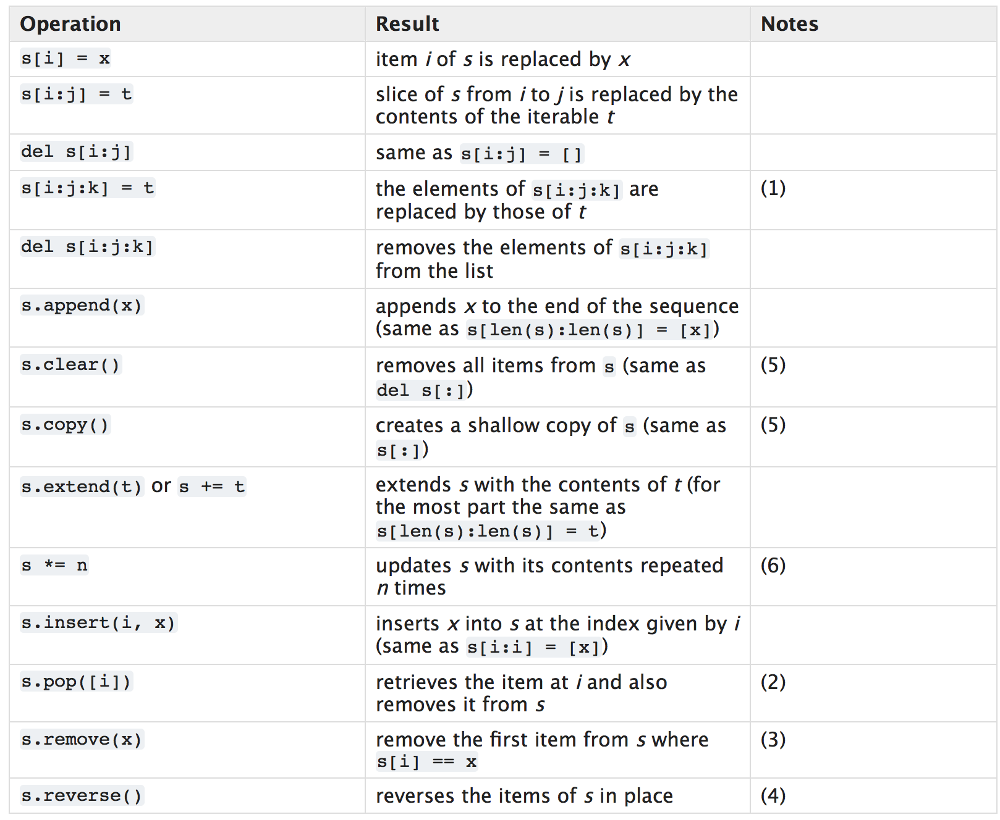 Operation Result Notes
s[i] = x item i of s is replaced by x
s[i:j] = t slice of s from i to j is replaced by the
contents of the iterable t
del s[i:j] same as s[i:j] = []
s[i:j:k] = t the elements of s[i:j:k] are (1)
replaced by those of t
del s[i:j:k] removes the elements of s[i:j:k]
from the list
s.append(x) appends x to the end of the sequence
(same as s[len(s):len(s)] = [x])
s.clear() removes all items from s (same as (5)
del s[:])
s.copy() creates a shallow copy of s (same as (5)
s[:])
s.extend(t) or s += t extends s with the contents of t (for
the most part the same as
s[len(s):len(s)] = t)
s *= n updates s with its contents repeated (6)
n times
s.insert(i, x) inserts x into s at the index given by i
(same as s[i:i] = [x])
s.pop([i]) retrieves the item at i and also (2)
removes it from s
s.remove(x) remove the first item from s where (3)
s[i] == x
s.reverse() reverses the items of s in place (4)